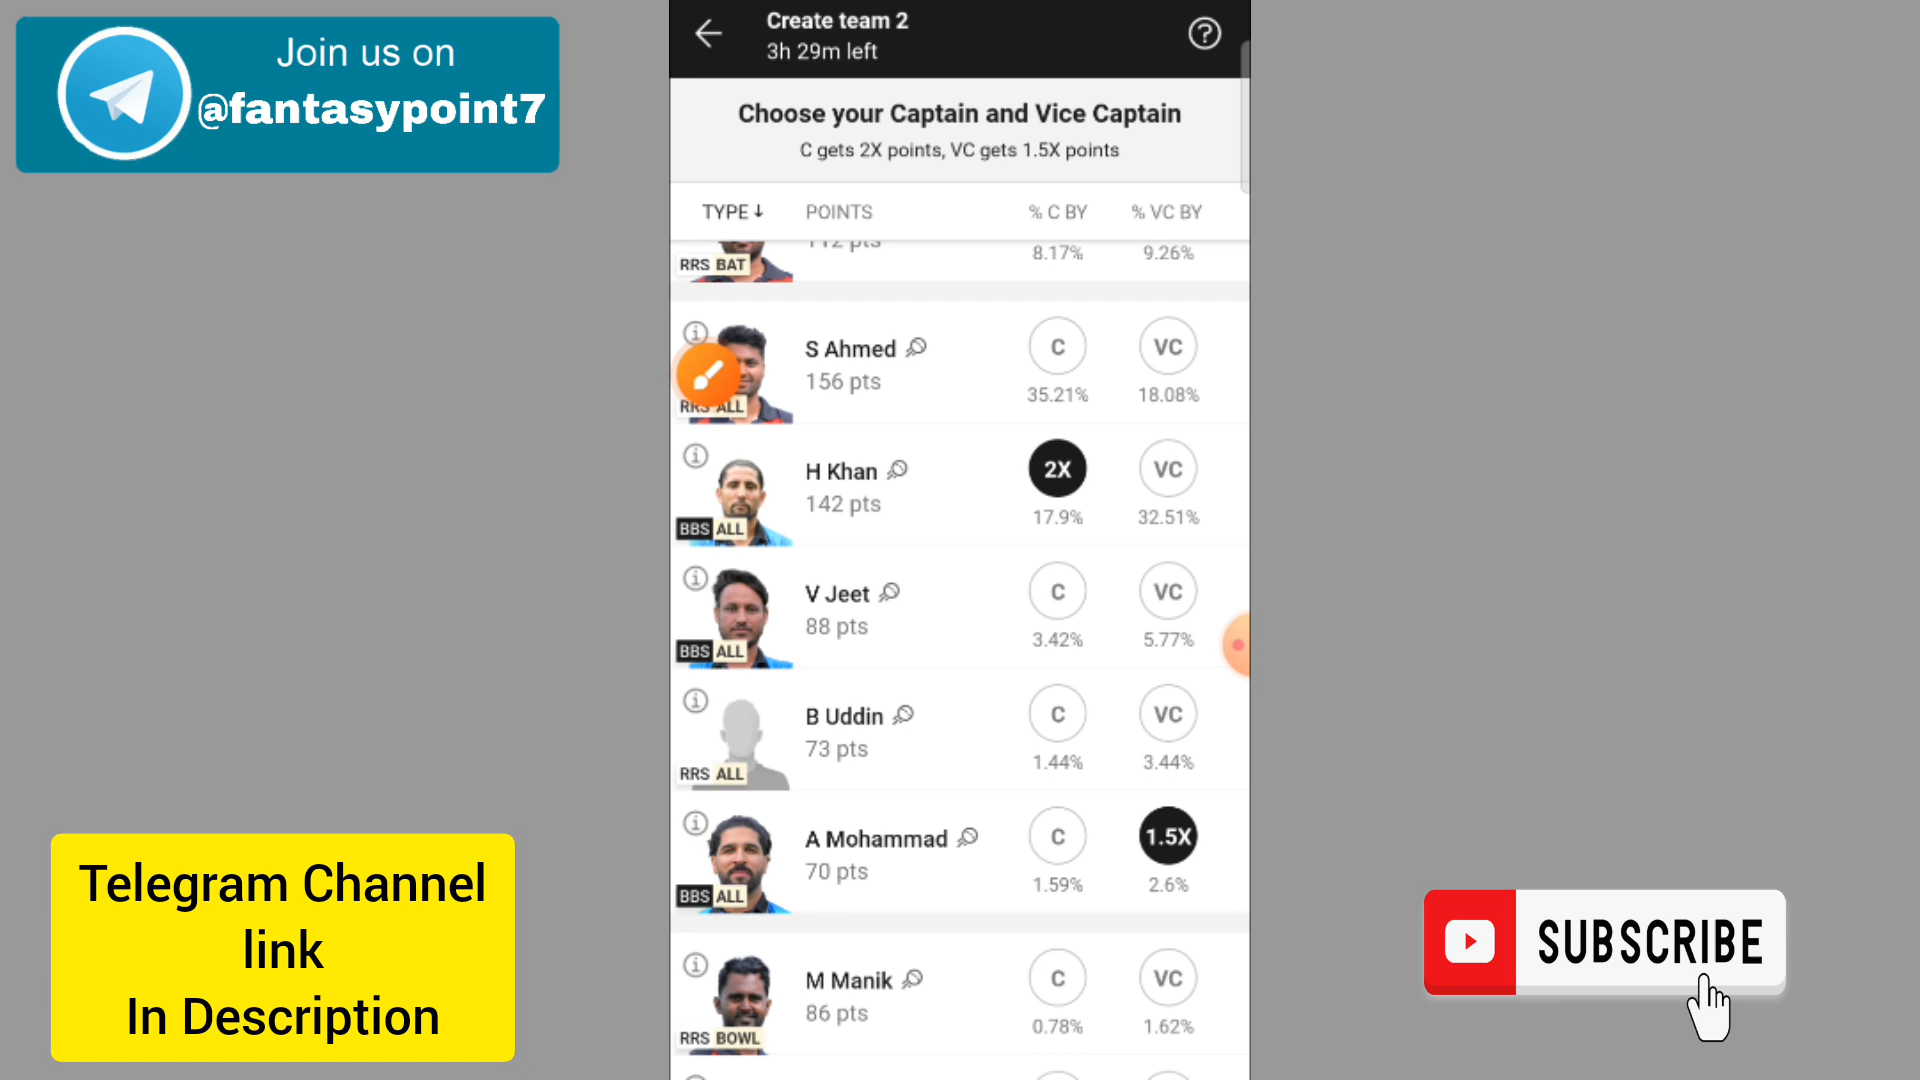 Join us on
@fantasypoint7
Create team 2
3h 29m left
Choose your Captain and Vice Captain
C gets 2X points, VC gets 1.5X points
TYPE POINTS % C BY % VC BY
112 pts
RRS BAT 8.17% 9.26%
S Ahmed C VC
156 pts 35.21% 18.08%
RRS ALL
H Khan 2X VC
142 pts 17.9% 32.51%
BBS ALL
V Jeet C VC
88 pts 3.42% 5.77%
BBS ALL
B Uddin C VC
73 pts 1.44% 3.44%
RRS ALL
A Mohammad C 1.5X
70 pts 1.59% 2.6%
BBS ALL
M Manik C VC
86 pts 0.78% 1.62%
RRS BOWL
Telegram Channel
link
In Description
SUBSCRIBE